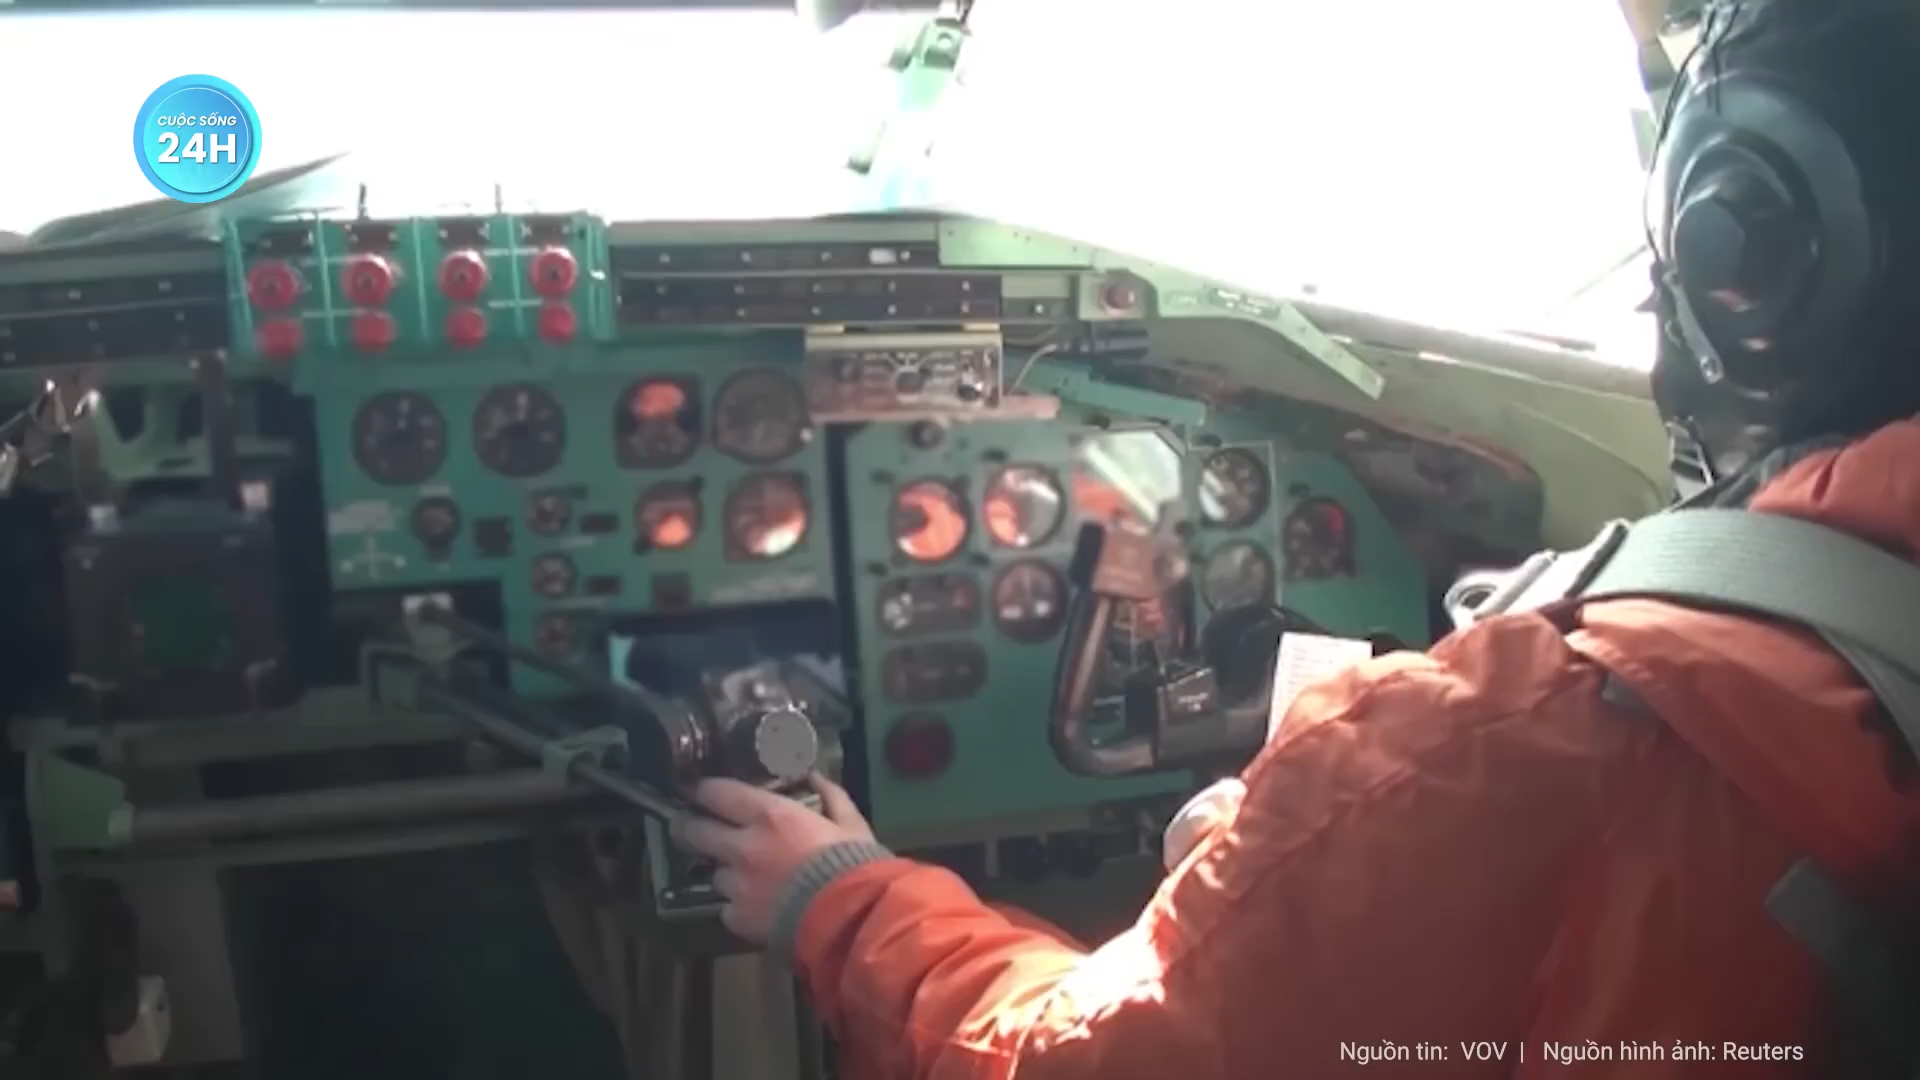 CUỘC SỐNG
24H
Nguồn tin: VOV | Nguồn hình ảnh: Reuters